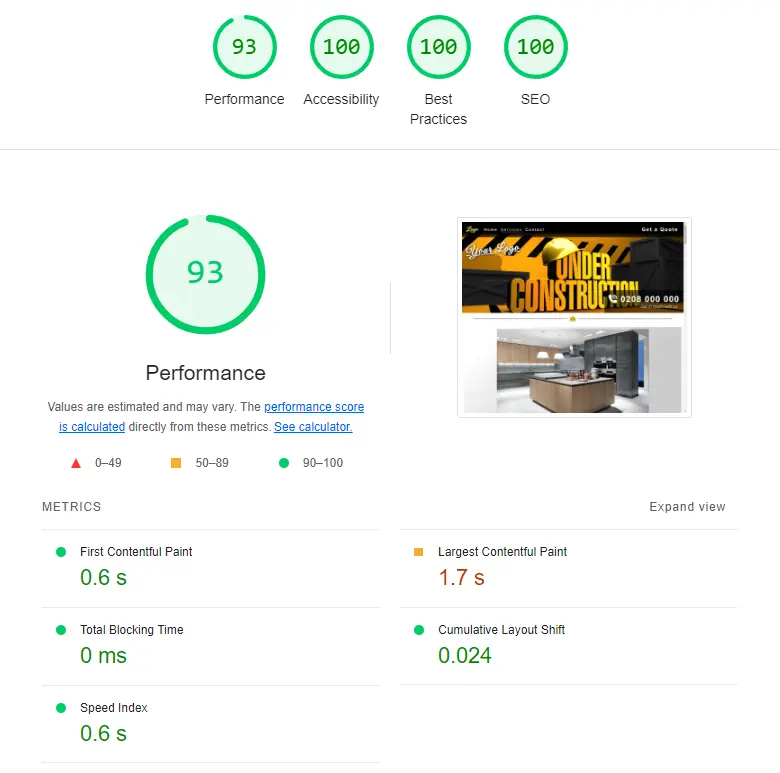 93
100
100
100
Performance
Accessibility
Best
Practices
SEO
93
Performance
Values are estimated and may vary. The performance score
is calculated directly from these metrics. See calculator.
0–49
50–89
90–100
Logo
Home
Services
Contact
Get a Quote
Your Logo
UNDER
CONSTRUCTION
0208 000 000
METRICS
Expand view
First Contentful Paint
0.6 s
Largest Contentful Paint
1.7 s
Total Blocking Time
0 ms
Cumulative Layout Shift
0.024
Speed Index
0.6 s